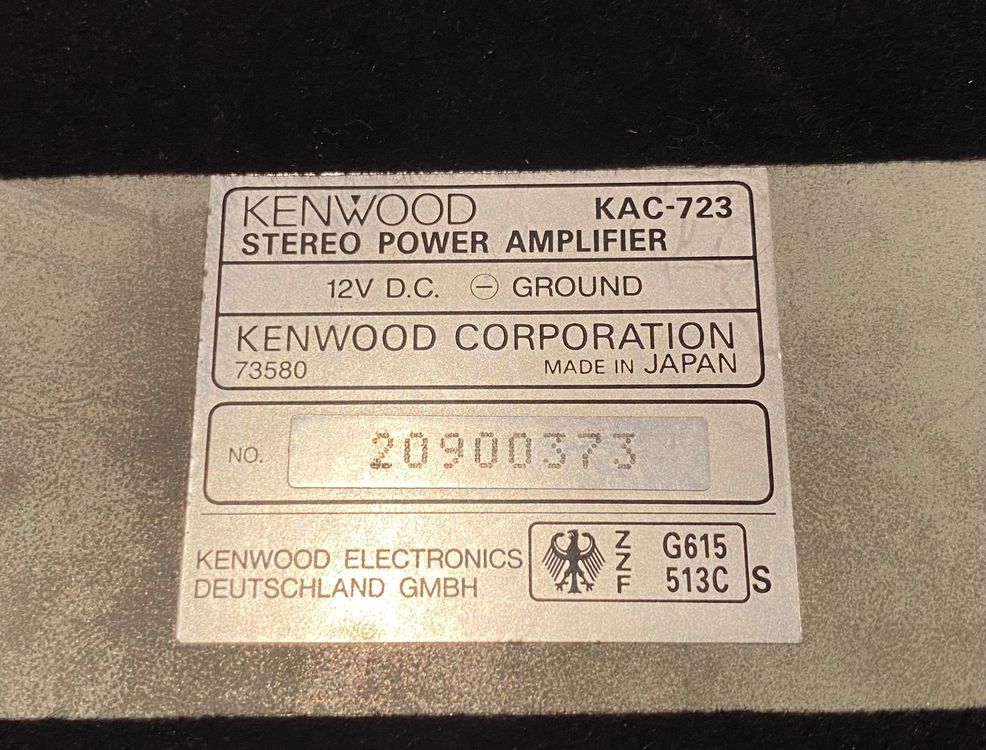 KENWOOD KAC-723
STEREO POWER AMPLIFIER
12V D.C. ⊖ GROUND
KENWOOD CORPORATION
73580 MADE IN JAPAN
NO. 20900373
KENWOOD ELECTRONICS
DEUTSCHLAND GMBH
ZZF
G615
513C S